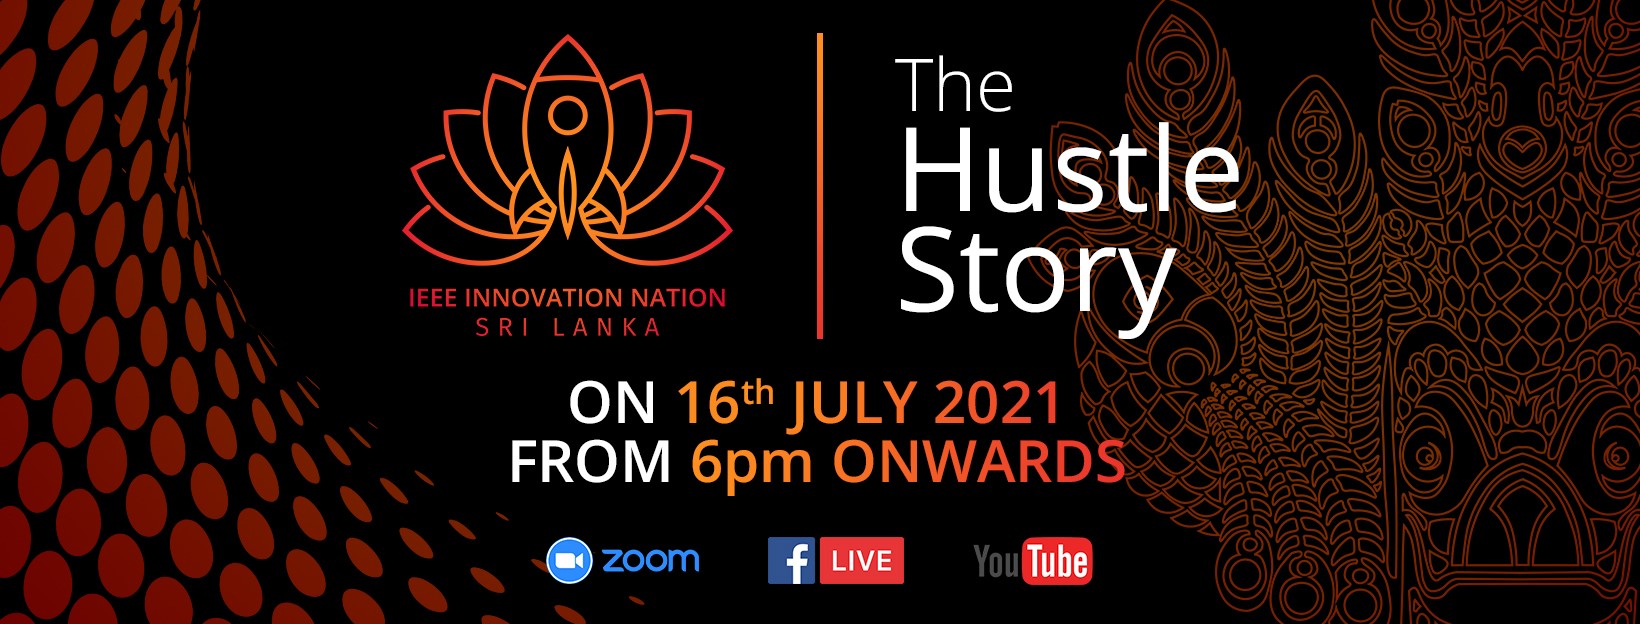 IEEE INNOVATION NATION
SRI LANKA
The
Hustle
Story
ON 16th JULY 2021
FROM 6pm ONWARDS
zoom
f LIVE
YouTube